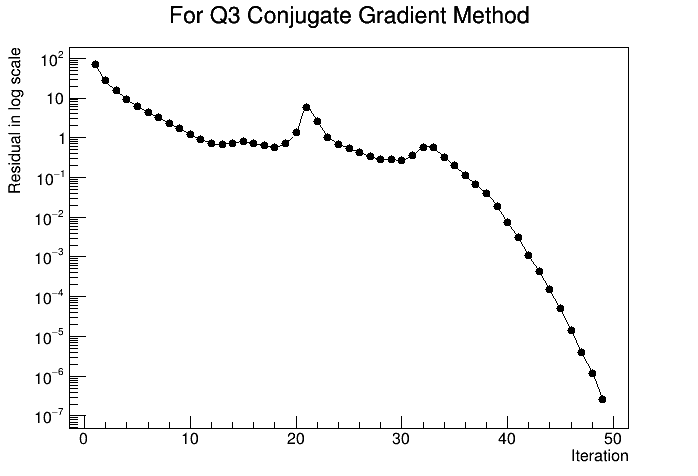 For Q3 Conjugate Gradient Method
Residual in log scale
10²
10
1
10⁻¹
10⁻²
10⁻³
10⁻⁴
10⁻⁵
10⁻⁶
10⁻⁷
0 10 20 30 40 50
Iteration